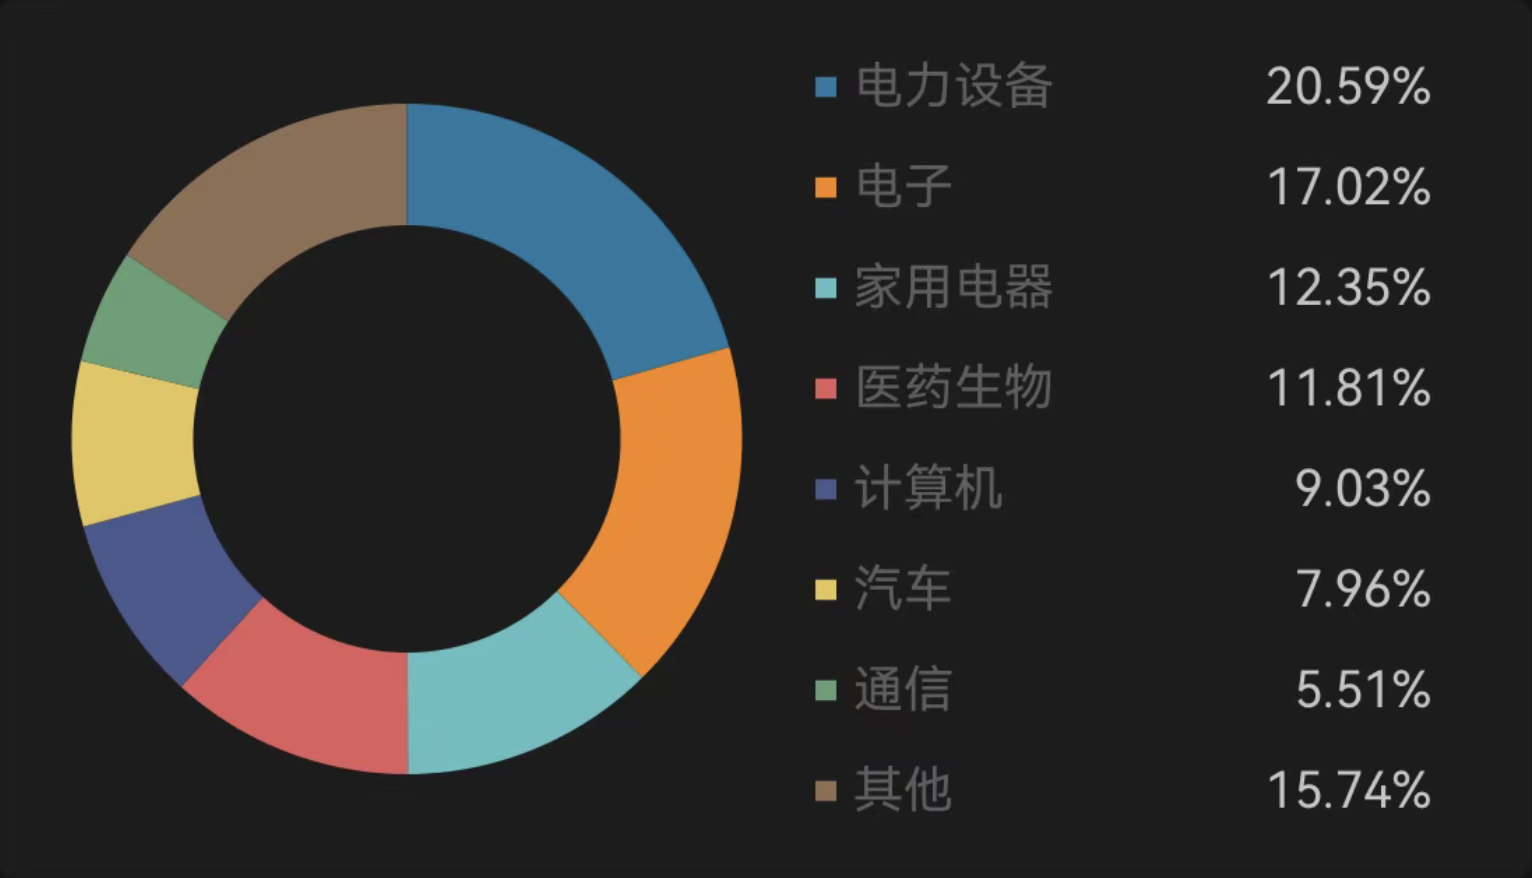 电力设备 20.59%
电子 17.02%
家用电器 12.35%
医药生物 11.81%
计算机 9.03%
汽车 7.96%
通信 5.51%
其他 15.74%